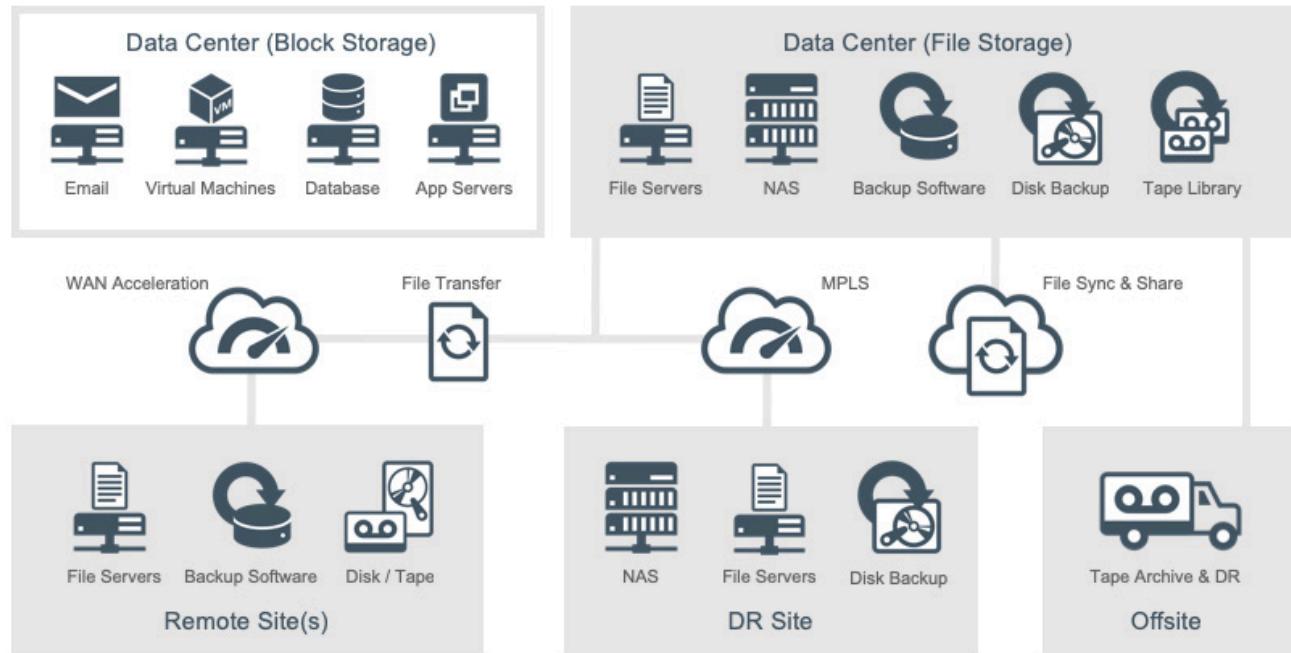 Data Center (Block Storage)
VM
Email
Virtual Machines
Database
App Servers
Data Center (File Storage)
File Servers
NAS
Backup Software
Disk Backup
Tape Library
WAN Acceleration
File Transfer
MPLS
File Sync & Share
File Servers
Backup Software
Disk / Tape
Remote Site(s)
NAS
File Servers
Disk Backup
DR Site
Tape Archive & DR
Offsite